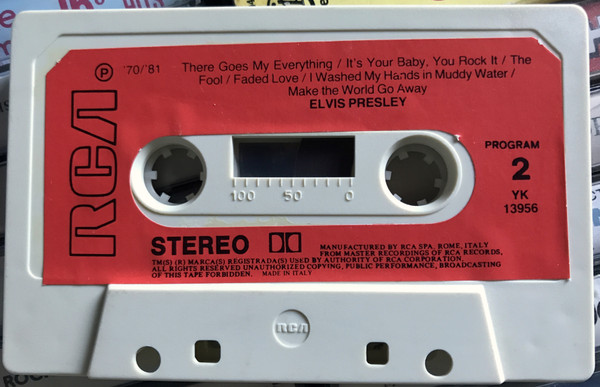 RCA
℗ '70/'81
There Goes My Everything / It's Your Baby, You Rock It / The
Fool / Faded Love / I Washed My Hands in Muddy Water /
Make the World Go Away
ELVIS PRESLEY
PROGRAM
2
YK
13956
100 50 0
STEREO
MANUFACTURED BY RCA SPA, ROME, ITALY
FROM MASTER RECORDINGS OF RCA RECORDS,
TM(S) (R) MARCA(S) REGISTRADA(S) USED BY AUTHORITY OF RCA CORPORATION.
ALL RIGHTS RESERVED UNAUTHORIZED COPYING, PUBLIC PERFORMANCE, BROADCASTING
OF THIS TAPE FORBIDDEN. MADE IN ITALY
RCA